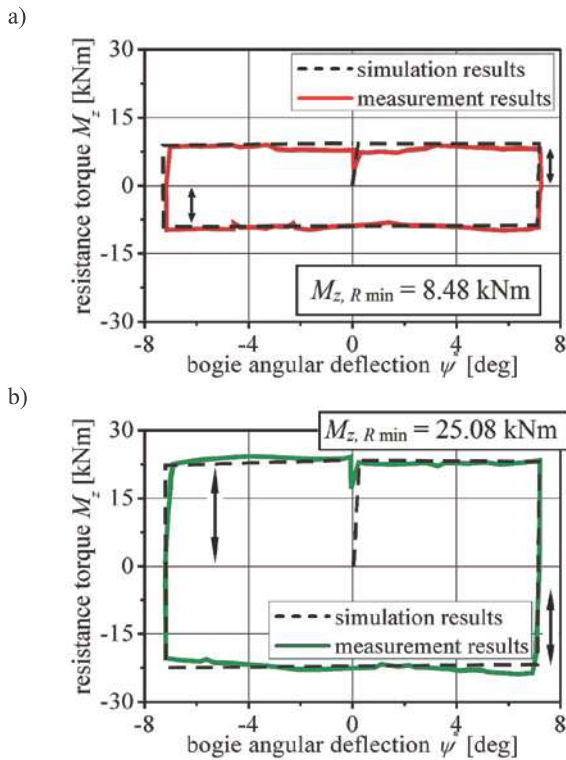 a)
30
15
0
-15
-30
resistance torque Mz [kNm]
simulation results
measurement results
Mz, R min = 8.48 kNm
-8 -4 0 4 8
bogie angular deflection ψ* [deg]
b)
Mz, R min = 25.08 kNm
30
15
0
-15
-30
resistance torque Mz [kNm]
simulation results
measurement results
-8 -4 0 4 8
bogie angular deflection ψ* [deg]